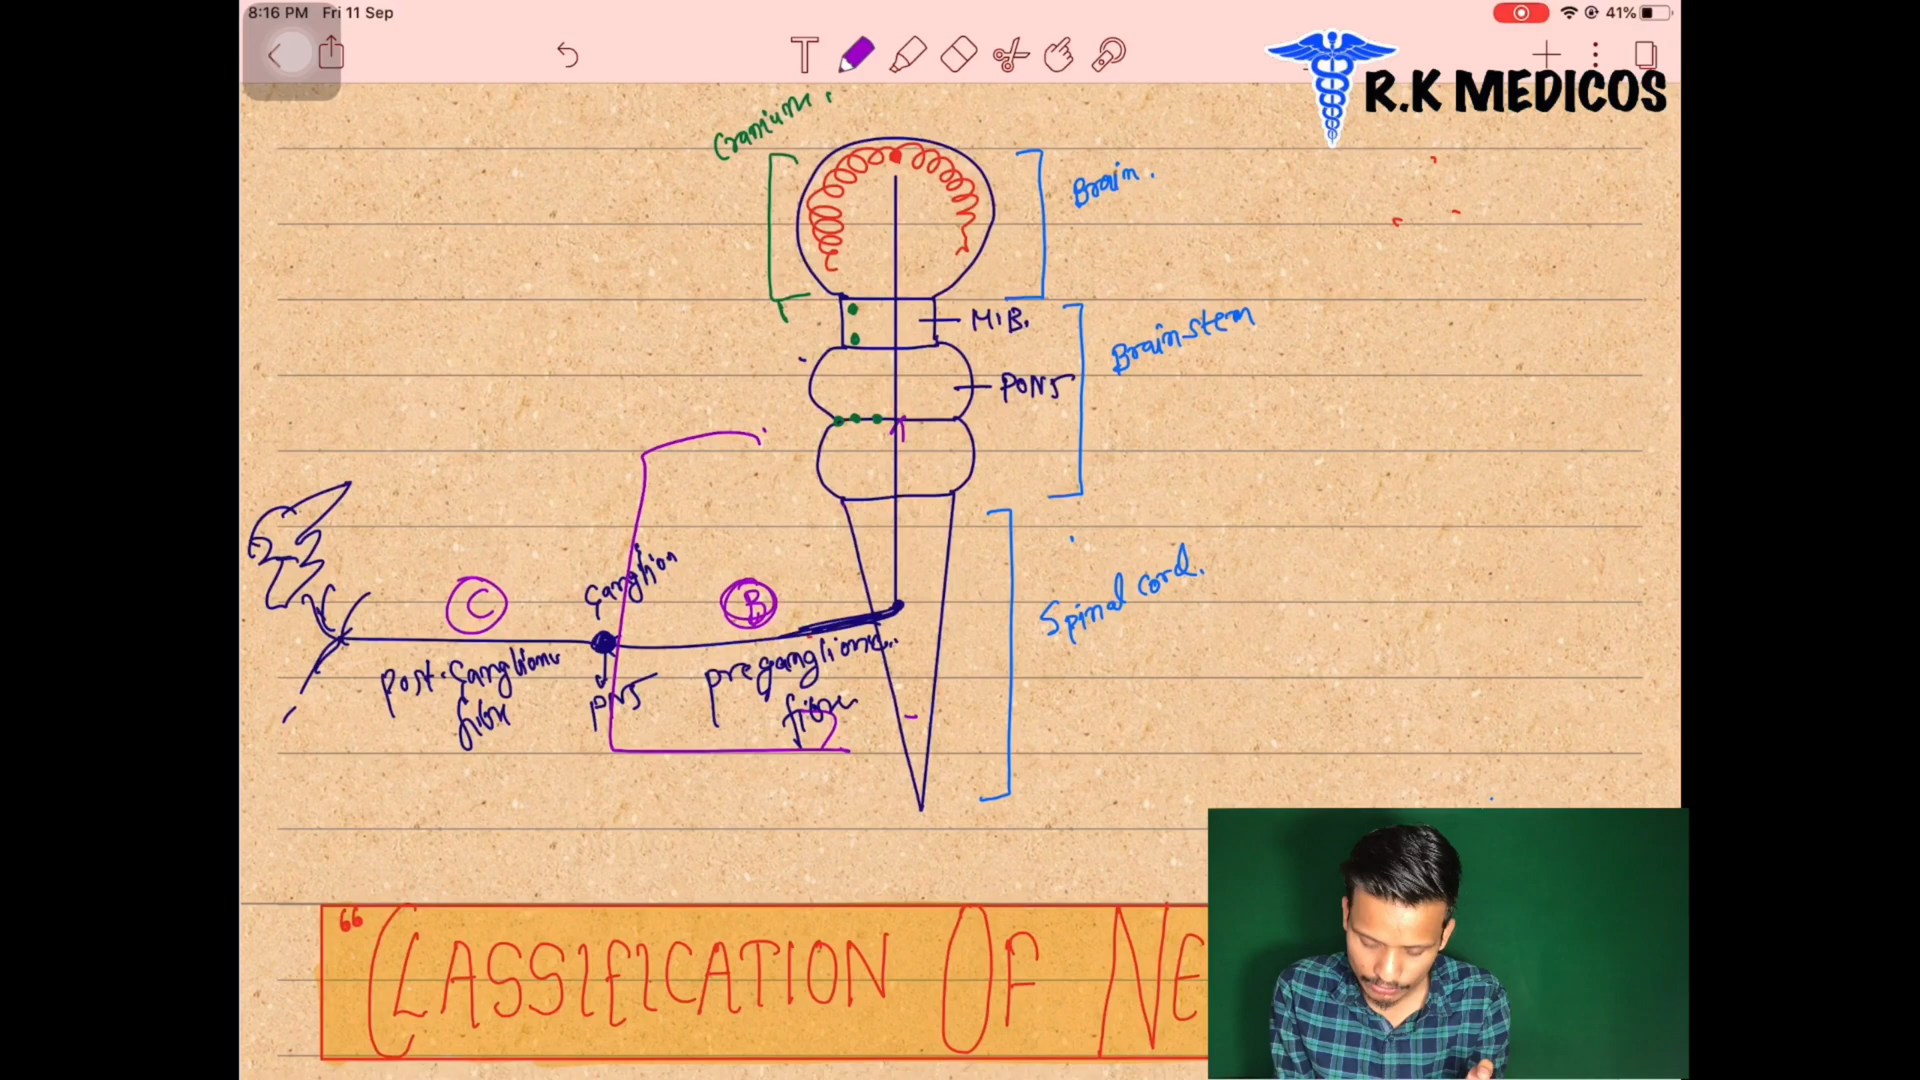 8:16 PM Fri 11 Sep
41%
R.K MEDICOS
Cranium.
Brain.
M.B.
Brainstem
PONS
Ganglion
C
B
Spinal cord.
post-Ganglionic
fibre
PNS
preganglionic
fibre
"CLASSIFICATION OF NE